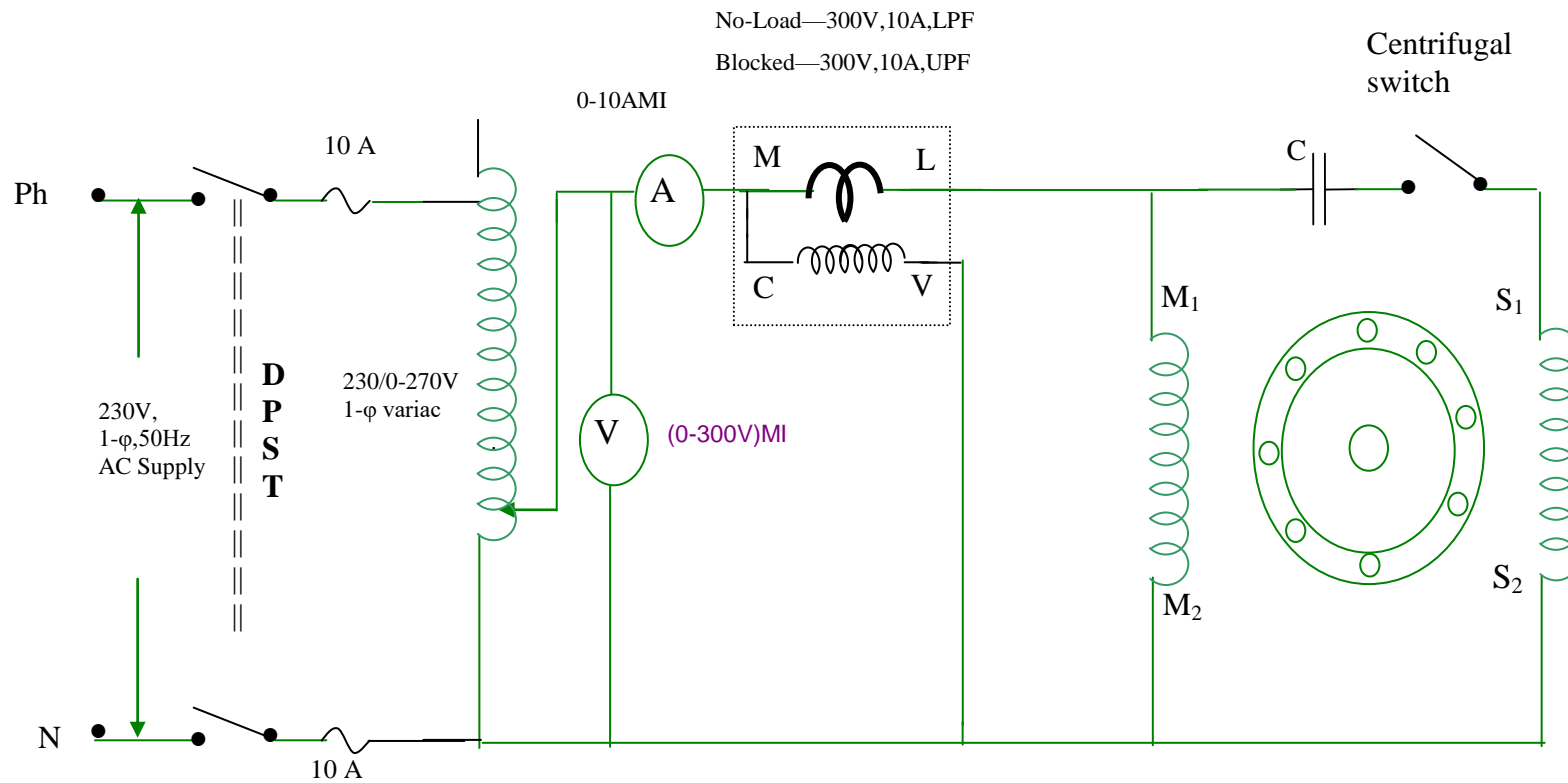 No-Load—300V,10A,LPF
Blocked—300V,10A,UPF
Centrifugal
switch
0-10AMI
10 A
M
L
C
Ph
A
C
V
M₁
S₁
D
P
S
T
230/0-270V
1-φ variac
230V,
1-φ,50Hz
AC Supply
V
(0-300V)MI
M₂
S₂
N
10 A